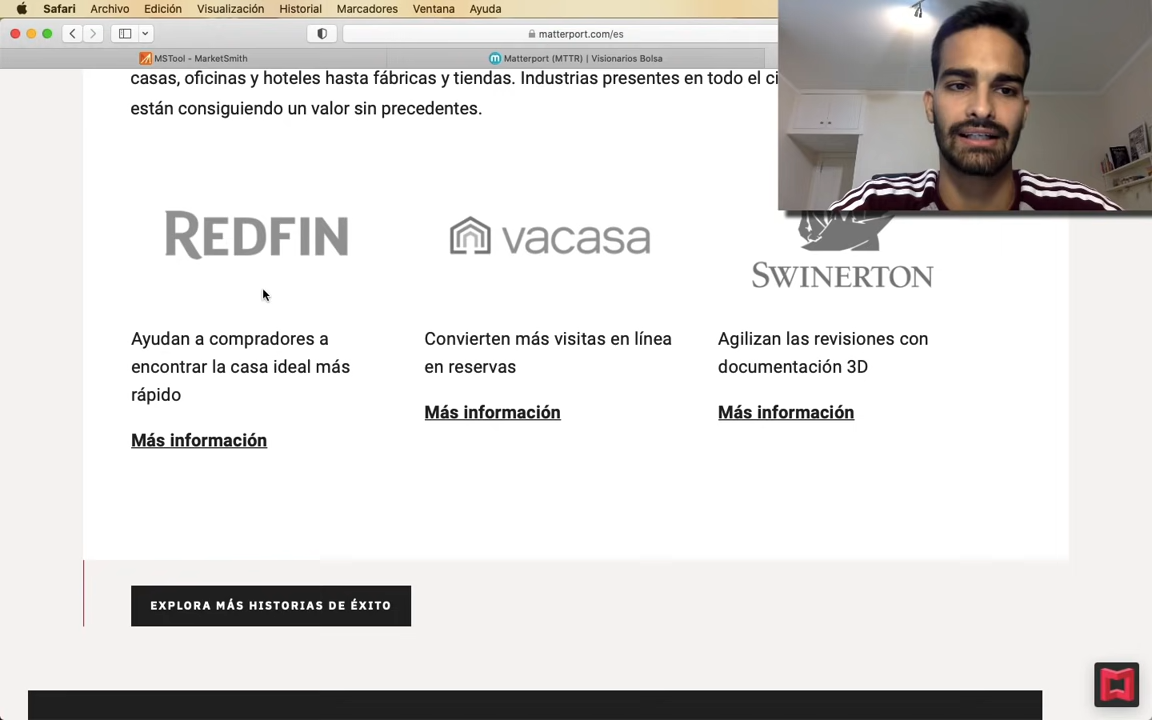 Safari Archivo Edición Visualización Historial Marcadores Ventana Ayuda
matterport.com/es
MSTool - MarketSmith
Matterport (MTTR) | Visionarios Bolsa
casas, oficinas y hoteles hasta fábricas y tiendas. Industrias presentes en todo el ci
están consiguiendo un valor sin precedentes.
REDFIN
vacasa
SWINERTON
Ayudan a compradores a
encontrar la casa ideal más
rápido
Más información
Convierten más visitas en línea
en reservas
Más información
Agilizan las revisiones con
documentación 3D
Más información
EXPLORA MÁS HISTORIAS DE ÉXITO